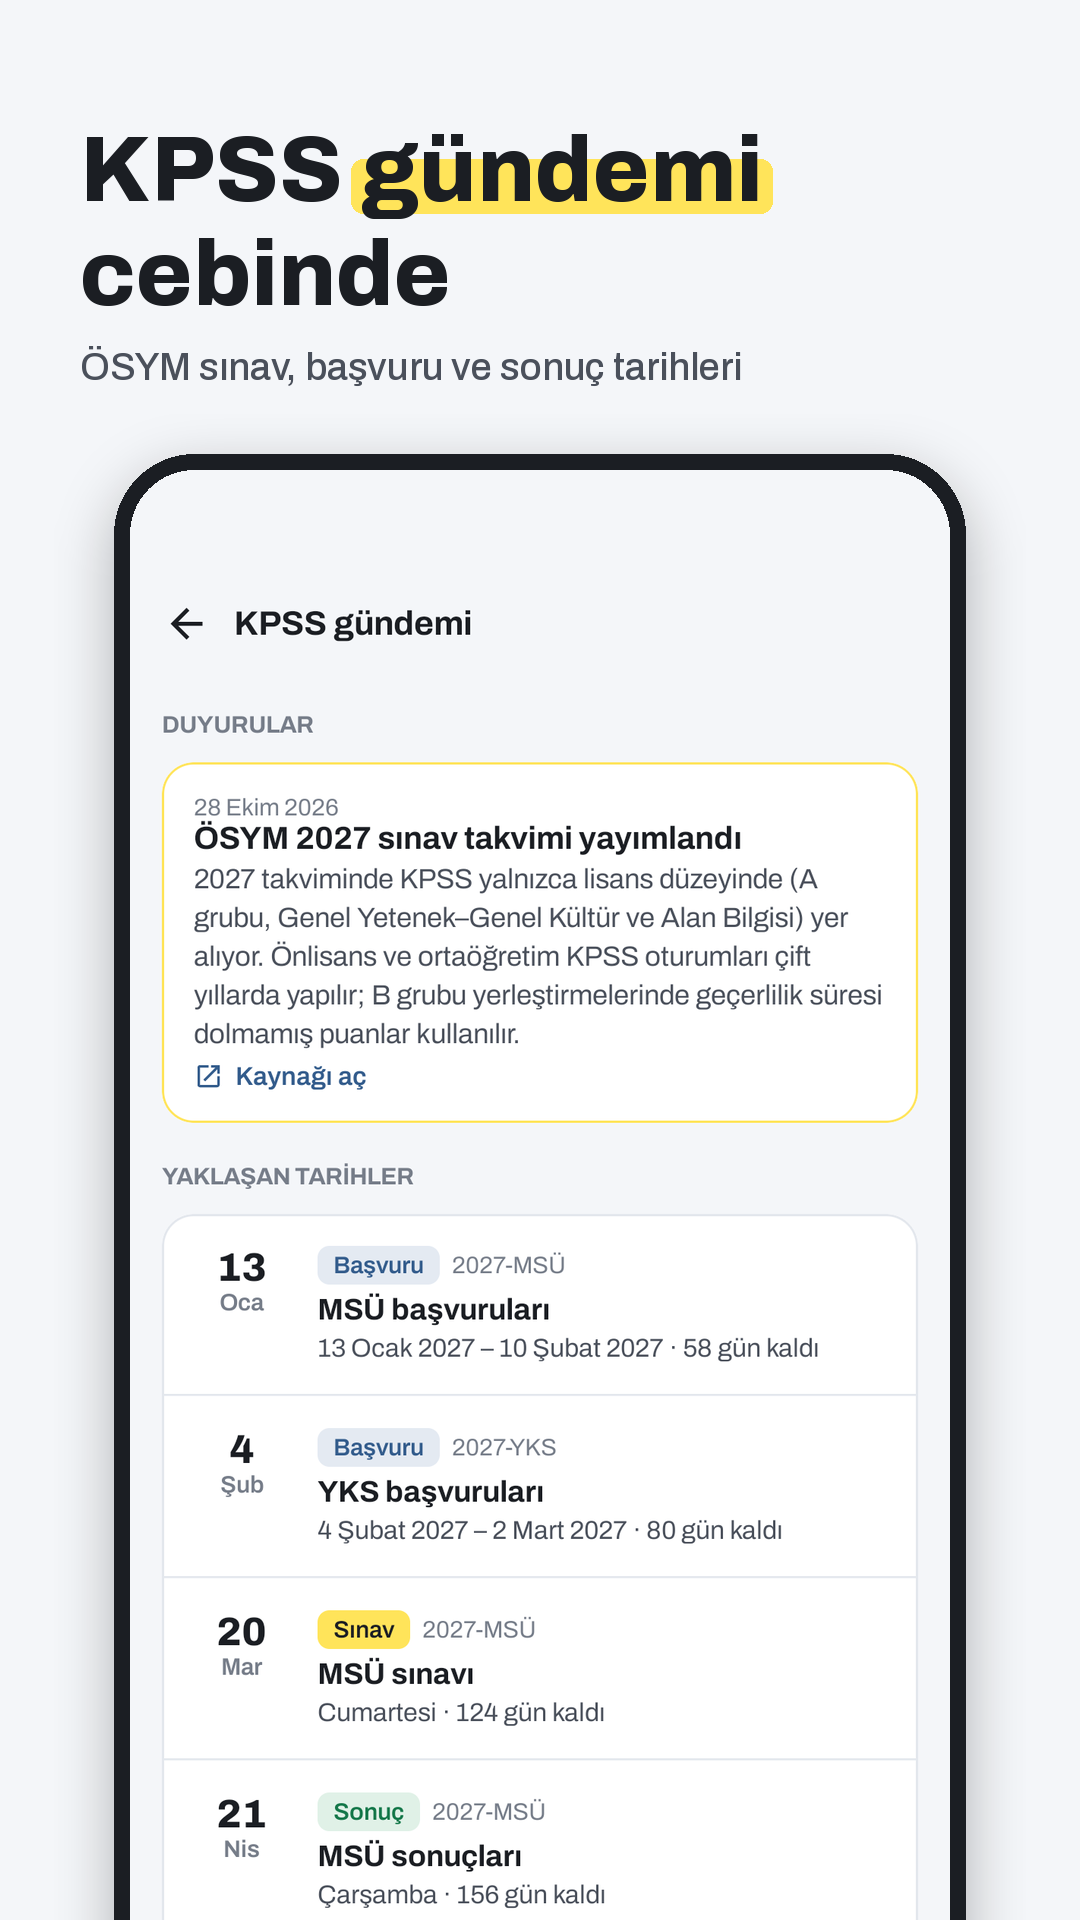 KPSS gündemi
cebinde
ÖSYM sınav, başvuru ve sonuç tarihleri
KPSS gündemi
DUYURULAR
28 Ekim 2026
ÖSYM 2027 sınav takvimi yayımlandı
2027 takviminde KPSS yalnızca lisans düzeyinde (A
grubu, Genel Yetenek–Genel Kültür ve Alan Bilgisi) yer
alıyor. Önlisans ve ortaöğretim KPSS oturumları çift
yıllarda yapılır; B grubu yerleştirmelerinde geçerlilik süresi
dolmamış puanlar kullanılır.
Kaynağı aç
YAKLAŞAN TARİHLER
13
Oca
Başvuru 2027-MSÜ
MSÜ başvuruları
13 Ocak 2027 – 10 Şubat 2027 · 58 gün kaldı
4
Şub
Başvuru 2027-YKS
YKS başvuruları
4 Şubat 2027 – 2 Mart 2027 · 80 gün kaldı
20
Mar
Sınav 2027-MSÜ
MSÜ sınavı
Cumartesi · 124 gün kaldı
21
Nis
Sonuç 2027-MSÜ
MSÜ sonuçları
Çarşamba · 156 gün kaldı